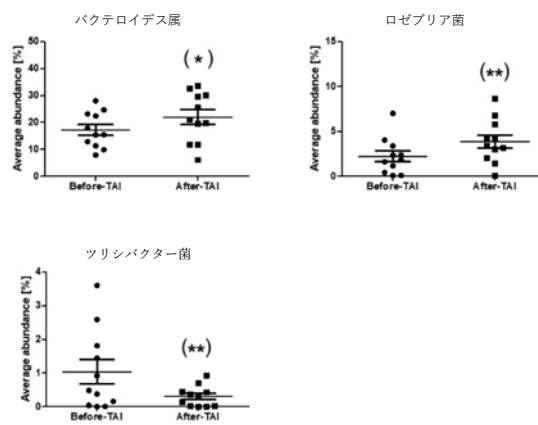 バクテロイデス属
Average abundance [%]
50
40
30
20
10
0
(*)
Before-TAI
After-TAI
ロゼブリア菌
Average abundance [%]
15
10
5
0
(**)
Before-TAI
After-TAI
ツリシバクター菌
Average abundance [%]
4
3
2
1
0
(**)
Before-TAI
After-TAI